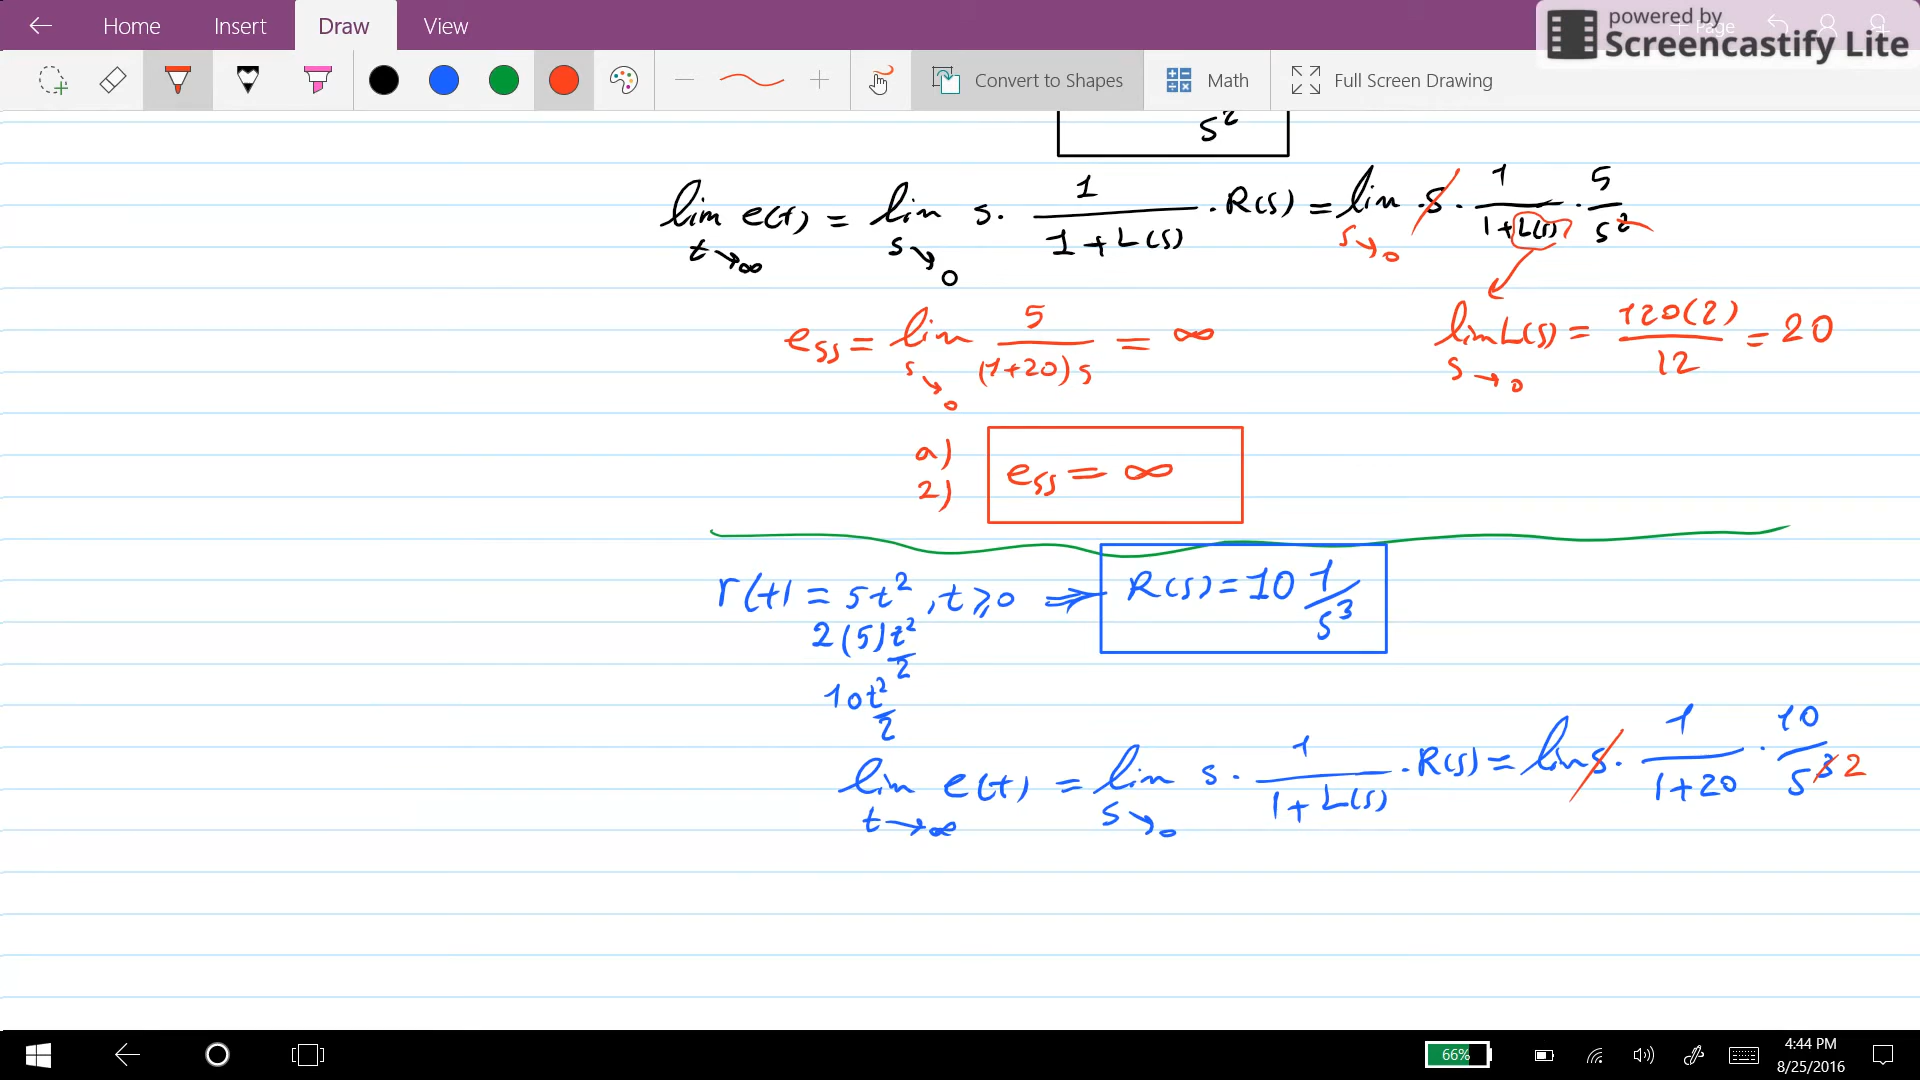 Home Insert Draw View
+ Page
powered by
Screencastify Lite
Convert to Shapes Math Full Screen Drawing
s²
lim e(t) = lim s · 1/(1+L(s)) · R(s) = lim · s · 1/(1+L(s)) · 5/s²
t→∞ s→0 s→0
ess = lim 5/((1+20)s) = ∞
s→0
lim L(s) = 120(2)/12 = 20
s→0
a)
2)
ess = ∞
r(t) = 5t², t≥0 ⇒ R(s) = 10 1/s³
2(5)t²/2
10t²/2
lim e(t) = lim s · 1/(1+L(s)) · R(s) = lim s · 1/(1+20) · 10/s³ 2
t→∞ s→0
66%
4:44 PM
8/25/2016